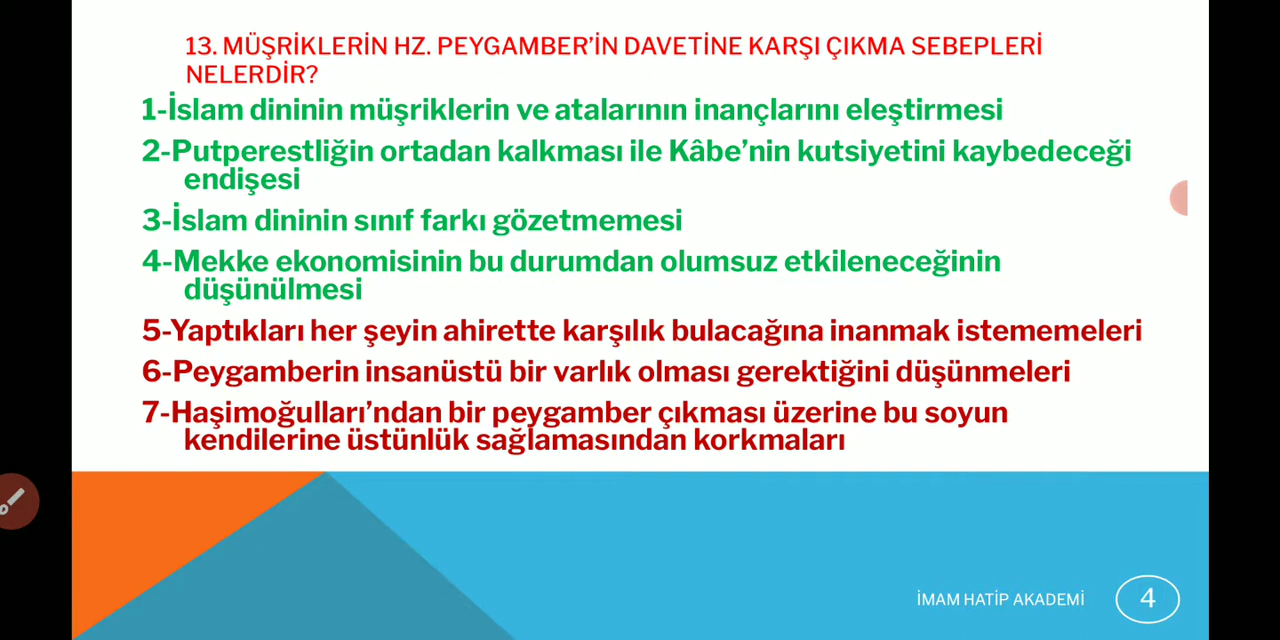 13. MÜŞRİKLERİN HZ. PEYGAMBER'İN DAVETİNE KARŞI ÇIKMA SEBEPLERİ
NELERDİR?
1-İslam dininin müşriklerin ve atalarının inançlarını eleştirmesi
2-Putperestliğin ortadan kalkması ile Kâbe'nin kutsiyetini kaybedeceği
endişesi
3-İslam dininin sınıf farkı gözetmemesi
4-Mekke ekonomisinin bu durumdan olumsuz etkileneceğinin
düşünülmesi
5-Yaptıkları her şeyin ahirette karşılık bulacağına inanmak istememeleri
6-Peygamberin insanüstü bir varlık olması gerektiğini düşünmeleri
7-Haşimoğulları'ndan bir peygamber çıkması üzerine bu soyun
kendilerine üstünlük sağlamasından korkmaları
İMAM HATİP AKADEMİ
4